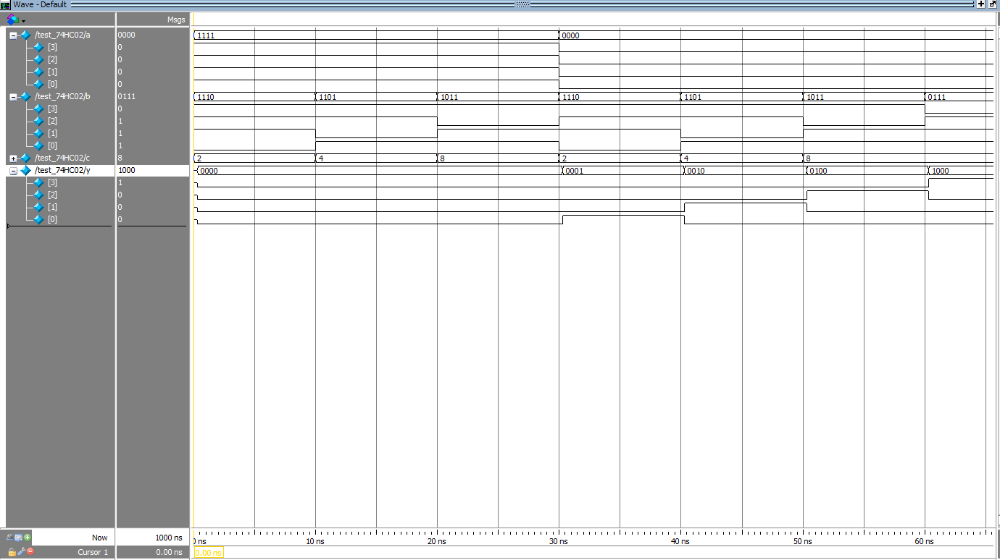 Wave - Default
Msgs
/test_74HC02/a 0000 1111 0000
[3] 0
[2] 0
[1] 0
[0] 0
/test_74HC02/b 0111 1110 1101 1011 1110 1101 1011 0111
[3] 0
[2] 1
[1] 1
[0] 1
/test_74HC02/c 8 2 4 8 2 4 8
/test_74HC02/y 1000 0000 0001 0010 0100 1000
[3] 1
[2] 0
[1] 0
[0] 0
Now 1000 ns ns 10 ns 20 ns 30 ns 40 ns 50 ns 60 ns
Cursor 1 0.00 ns 0.00 ns